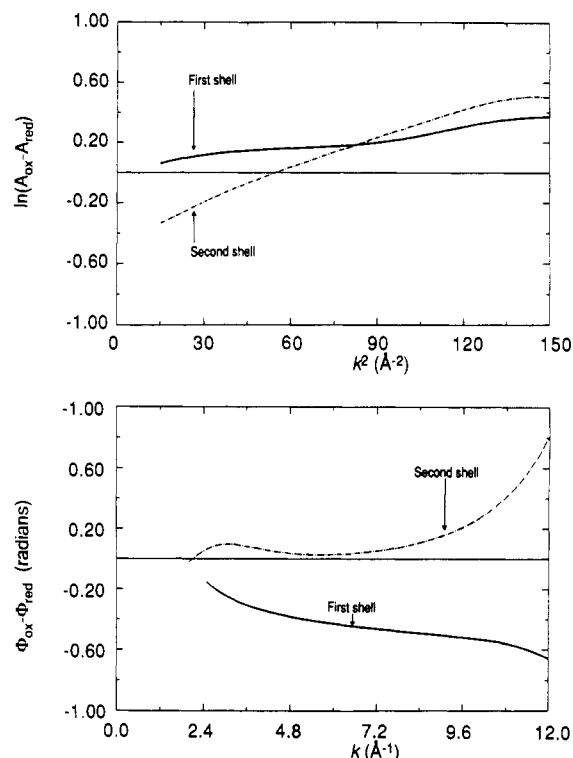 1.00
0.60
0.20
-0.20
-0.60
-1.00
ln(A_ox-A_red)
First shell
Second shell
0 30 60 90 120 150
k² (Å⁻²)
-1.00
0.60
0.20
-0.20
-0.60
-1.00
Φ_ox-Φ_red (radians)
Second shell
First shell
0.0 2.4 4.8 7.2 9.6 12.0
k (Å⁻¹)